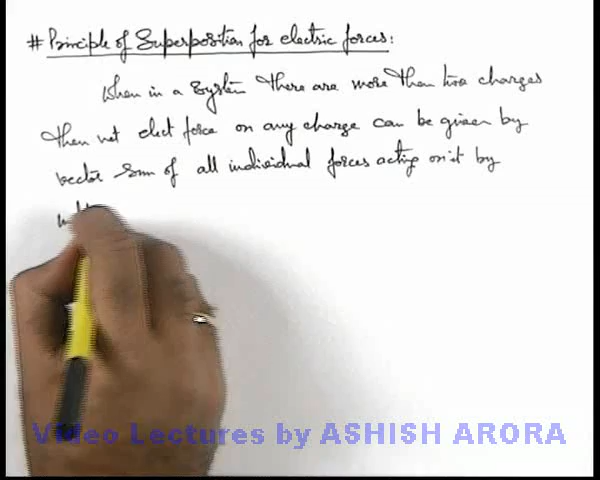 # Principle of Superposition for electric forces:
When in a system there are more than two charges
then net elect force on any charge can be given by
vector sum of all individual forces acting on it by
Video Lectures by ASHISH ARORA